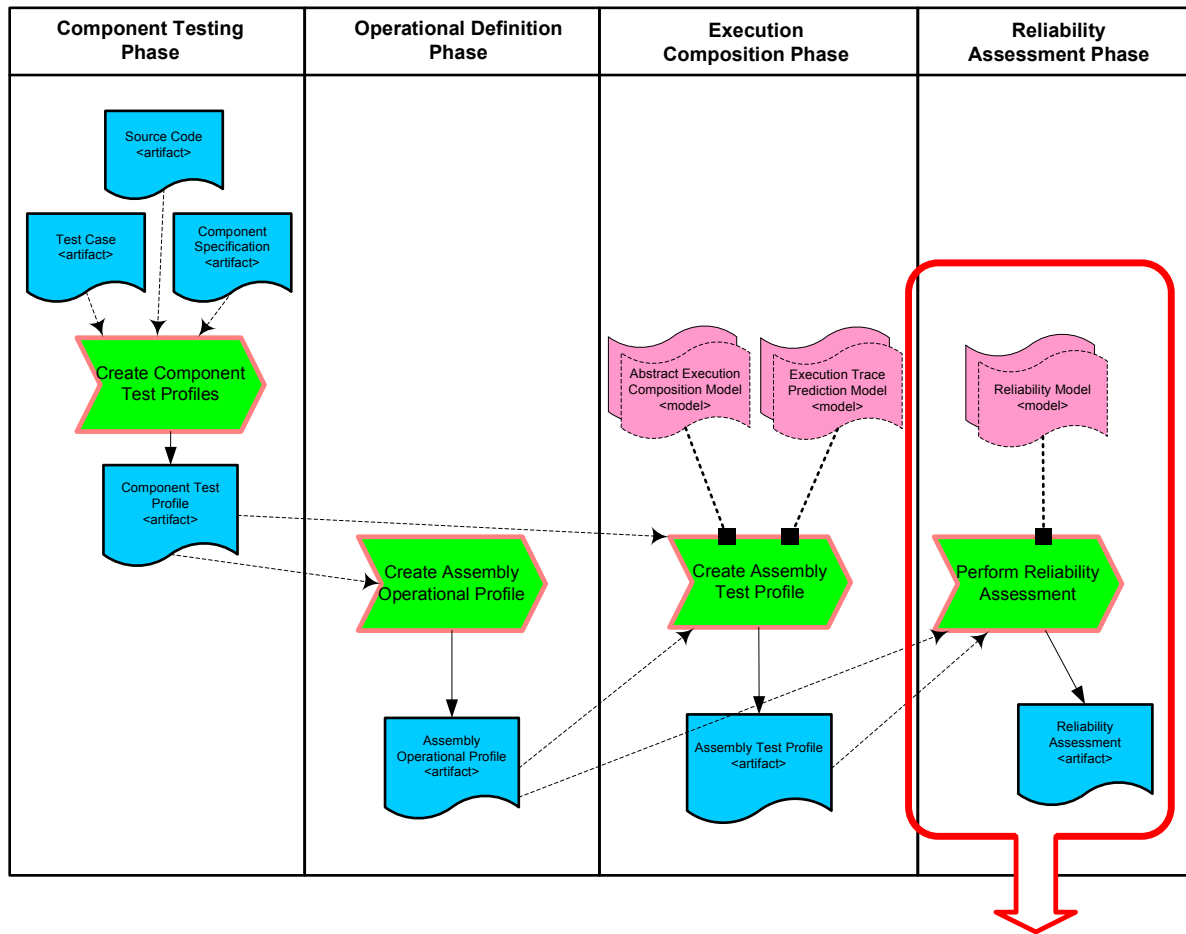 Component Testing
Phase
Operational Definition
Phase
Execution
Composition Phase
Reliability
Assessment Phase
Source Code
<artifact>
Test Case
<artifact>
Component
Specification
<artifact>
Create Component
Test Profiles
Component Test
Profile
<artifact>
Abstract Execution
Composition Model
<model>
Execution Trace
Prediction Model
<model>
Reliability Model
<model>
Create Assembly
Operational Profile
Create Assembly
Test Profile
Perform Reliability
Assessment
Assembly
Operational Profile
<artifact>
Assembly Test Profile
<artifact>
Reliability
Assessment
<artifact>